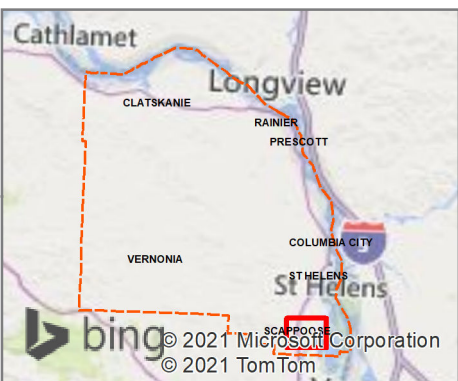 Cathlamet
Longview
CLATSKANIE
RAINIER
PRESCOTT
COLUMBIA CITY
5
VERNONIA
ST HELENS
St Helens
SCAPPOOSE
bing
© 2021 Microsoft Corporation
© 2021 TomTom